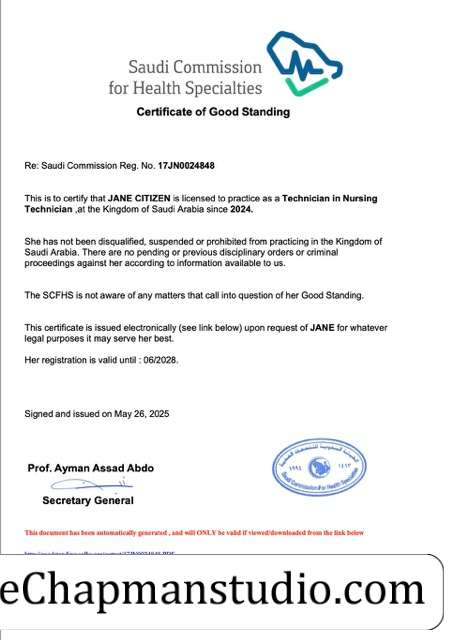 Saudi Commission
for Health Specialties
Certificate of Good Standing
Re: Saudi Commission Reg. No. 17JN0024848
This is to certify that JANE CITIZEN is licensed to practice as a Technician in Nursing
Technician ,at the Kingdom of Saudi Arabia since 2024.
She has not been disqualified, suspended or prohibited from practicing in the Kingdom of
Saudi Arabia. There are no pending or previous disciplinary orders or criminal
proceedings against her according to information available to us.
The SCFHS is not aware of any matters that call into question of her Good Standing.
This certificate is issued electronically (see link below) upon request of JANE for whatever
legal purposes it may serve her best.
Her registration is valid until : 06/2028.
Signed and issued on May 26, 2025
Prof. Ayman Assad Abdo
Secretary General
الهيئة السعودية للتخصصات الصحية
١٩٩٤ ١٤١٣
Saudi Commission For Health Specialties
This document has been automatically generated , and will ONLY be valid if viewed/downloaded from the link below
eChapmanstudio.com